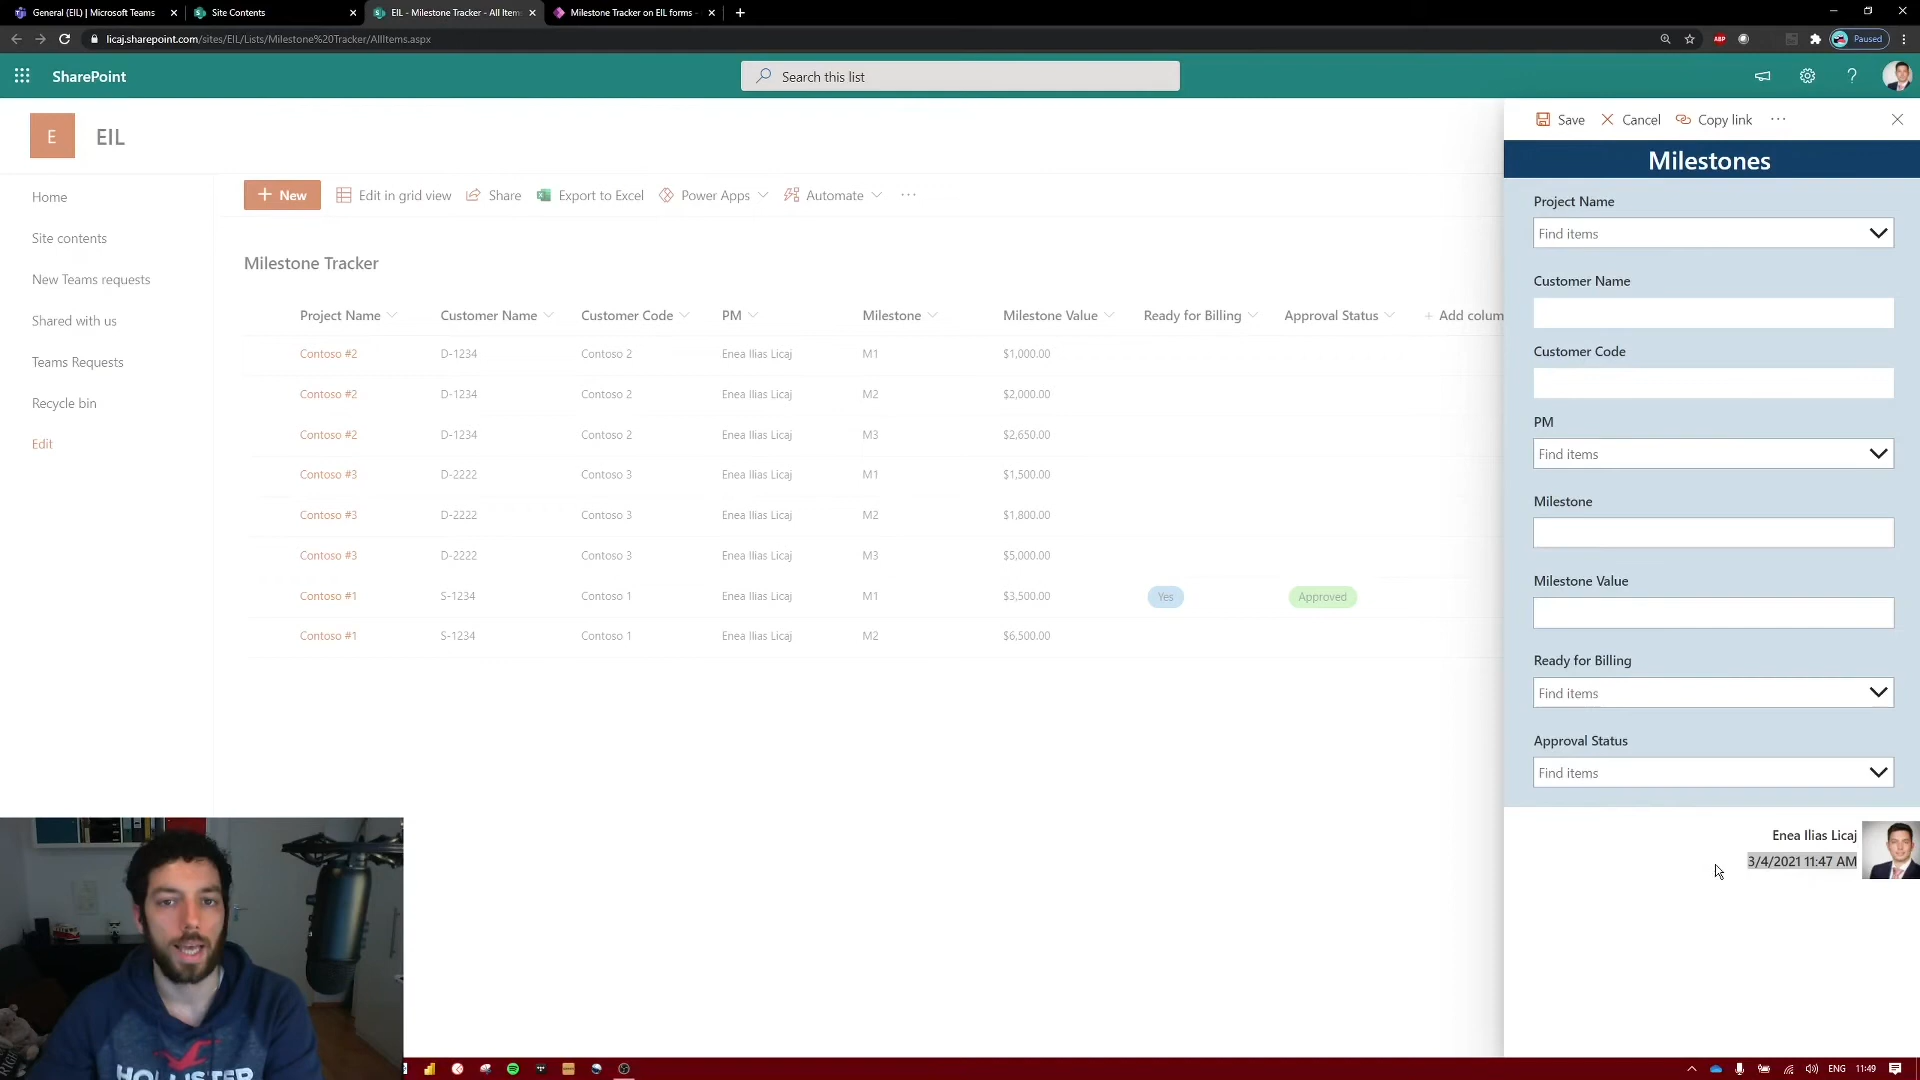 General (EIL) | Microsoft Teams
Site Contents
EIL - Milestone Tracker - All Item
Milestone Tracker on EIL forms -
licaj.sharepoint.com/sites/EIL/Lists/Milestone%20Tracker/AllItems.aspx
ABP
Paused
SharePoint
Search this list
E
EIL
Home
Site contents
New Teams requests
Shared with us
Teams Requests
Recycle bin
Edit
New
Edit in grid view
Share
Export to Excel
Power Apps
Automate
Milestone Tracker
Project Name Customer Name Customer Code PM Milestone Milestone Value Ready for Billing Approval Status + Add colum
Contoso #2 D-1234 Contoso 2 Enea Ilias Licaj M1 $1,000.00
Contoso #2 D-1234 Contoso 2 Enea Ilias Licaj M2 $2,000.00
Contoso #2 D-1234 Contoso 2 Enea Ilias Licaj M3 $2,650.00
Contoso #3 D-2222 Contoso 3 Enea Ilias Licaj M1 $1,500.00
Contoso #3 D-2222 Contoso 3 Enea Ilias Licaj M2 $1,800.00
Contoso #3 D-2222 Contoso 3 Enea Ilias Licaj M3 $5,000.00
Contoso #1 S-1234 Contoso 1 Enea Ilias Licaj M1 $3,500.00 Yes Approved
Contoso #1 S-1234 Contoso 1 Enea Ilias Licaj M2 $6,500.00
Save Cancel Copy link
Milestones
Project Name
Find items
Customer Name
Customer Code
PM
Find items
Milestone
Milestone Value
Ready for Billing
Find items
Approval Status
Find items
Enea Ilias Licaj
3/4/2021 11:47 AM
HOLLISTER
ENG 11:49